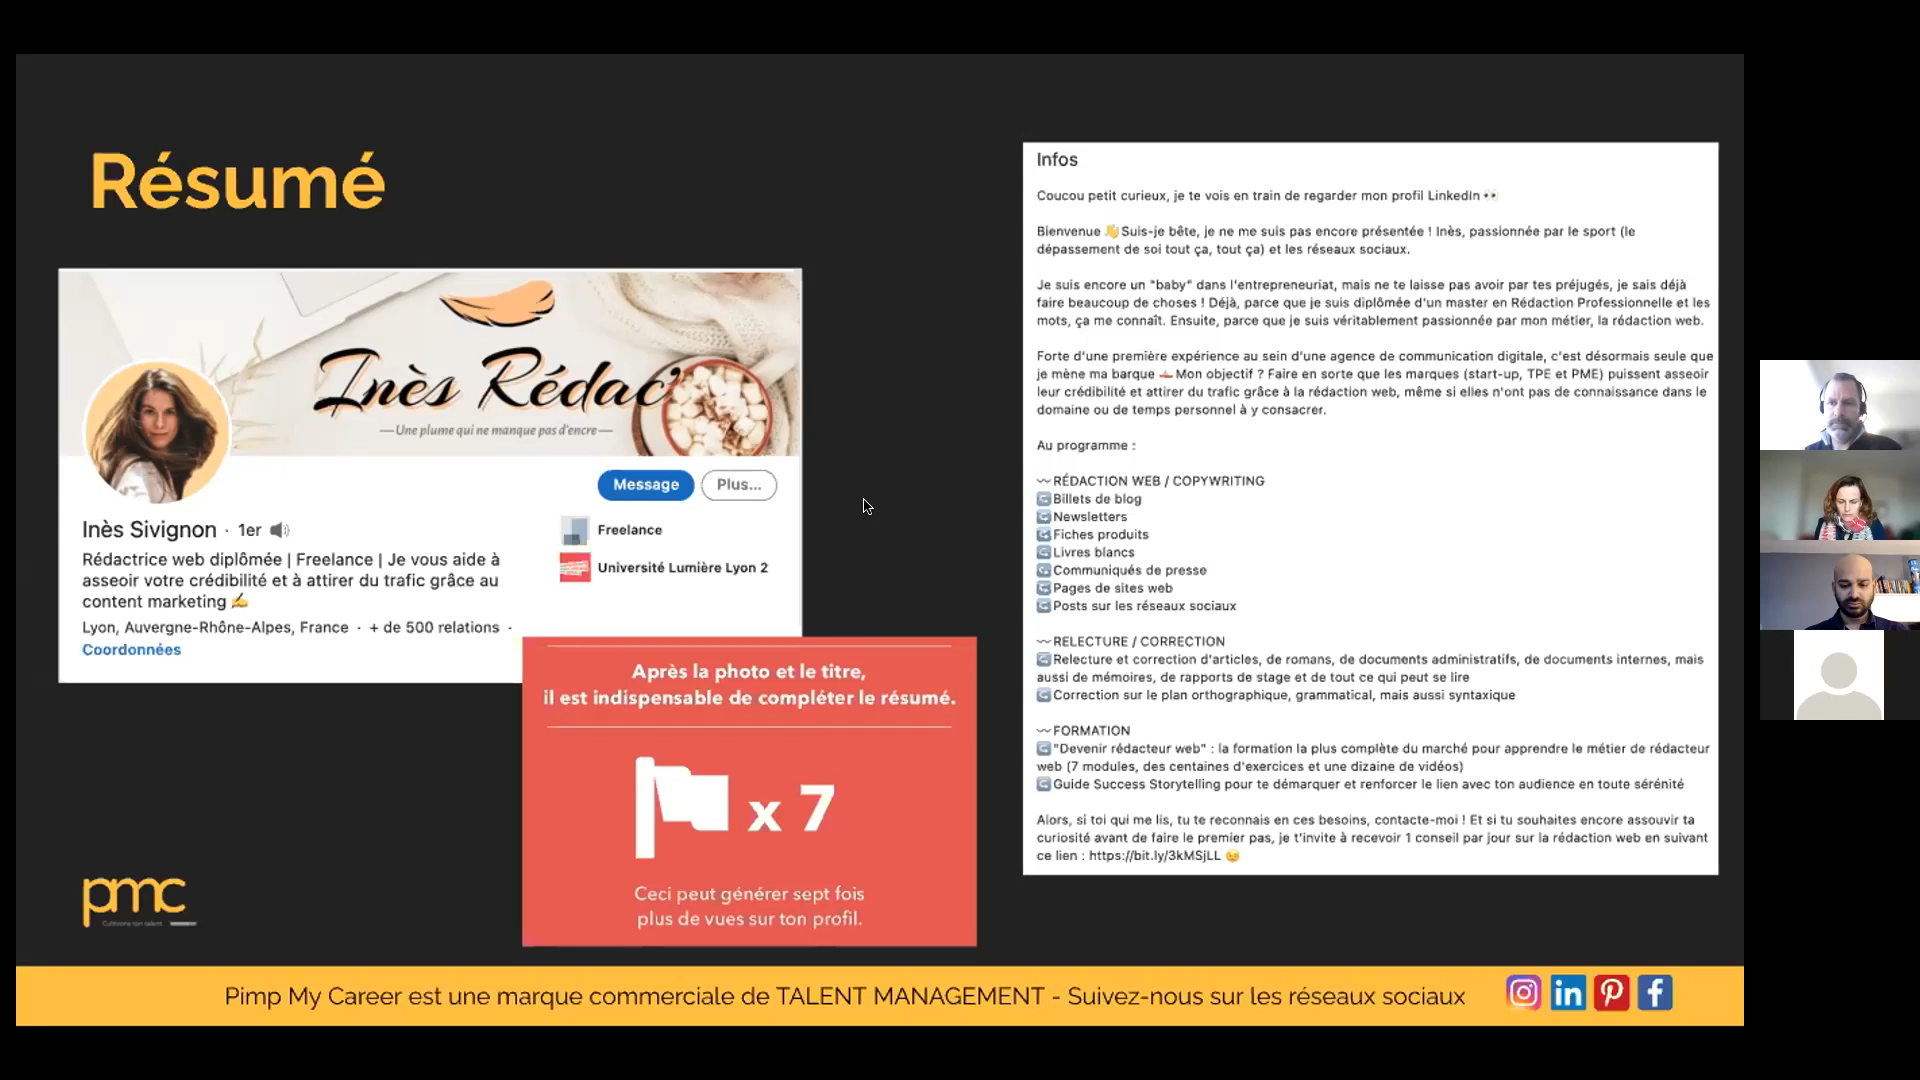 Résumé
Inès Rédac'
—Une plume qui ne manque pas d'encre—
Message
Plus...
Inès Sivignon · 1er
Freelance
Rédactrice web diplômée | Freelance | Je vous aide à
asseoir votre crédibilité et à attirer du trafic grâce au
content marketing ✍
Université Lumière Lyon 2
Lyon, Auvergne-Rhône-Alpes, France · + de 500 relations ·
Coordonnées
Après la photo et le titre,
il est indispensable de compléter le résumé.
x 7
Ceci peut générer sept fois
plus de vues sur ton profil.
Infos
Coucou petit curieux, je te vois en train de regarder mon profil LinkedIn 👀
Bienvenue 👋 Suis-je bête, je ne me suis pas encore présentée ! Inès, passionnée par le sport (le
dépassement de soi tout ça, tout ça) et les réseaux sociaux.
Je suis encore un "baby" dans l'entrepreneuriat, mais ne te laisse pas avoir par tes préjugés, je sais déjà
faire beaucoup de choses ! Déjà, parce que je suis diplômée d'un master en Rédaction Professionnelle et les
mots, ça me connaît. Ensuite, parce que je suis véritablement passionnée par mon métier, la rédaction web.
Forte d'une première expérience au sein d'une agence de communication digitale, c'est désormais seule que
je mène ma barque 🚣 Mon objectif ? Faire en sorte que les marques (start-up, TPE et PME) puissent asseoir
leur crédibilité et attirer du trafic grâce à la rédaction web, même si elles n'ont pas de connaissance dans le
domaine ou de temps personnel à y consacrer.
Au programme :
〰RÉDACTION WEB / COPYWRITING
↪Billets de blog
↪Newsletters
↪Fiches produits
↪Livres blancs
↪Communiqués de presse
↪Pages de sites web
↪Posts sur les réseaux sociaux
〰RELECTURE / CORRECTION
↪Relecture et correction d'articles, de romans, de documents administratifs, de documents internes, mais
aussi de mémoires, de rapports de stage et de tout ce qui peut se lire
↪Correction sur le plan orthographique, grammatical, mais aussi syntaxique
〰FORMATION
↪"Devenir rédacteur web" : la formation la plus complète du marché pour apprendre le métier de rédacteur
web (7 modules, des centaines d'exercices et une dizaine de vidéos)
↪Guide Success Storytelling pour te démarquer et renforcer le lien avec ton audience en toute sérénité
Alors, si toi qui me lis, tu te reconnais en ces besoins, contacte-moi ! Et si tu souhaites encore assouvir ta
curiosité avant de faire le premier pas, je t'invite à recevoir 1 conseil par jour sur la rédaction web en suivant
ce lien : https://bit.ly/3kMSjLL 😉
pmc
Cultivons ton talent
Pimp My Career est une marque commerciale de TALENT MANAGEMENT - Suivez-nous sur les réseaux sociaux